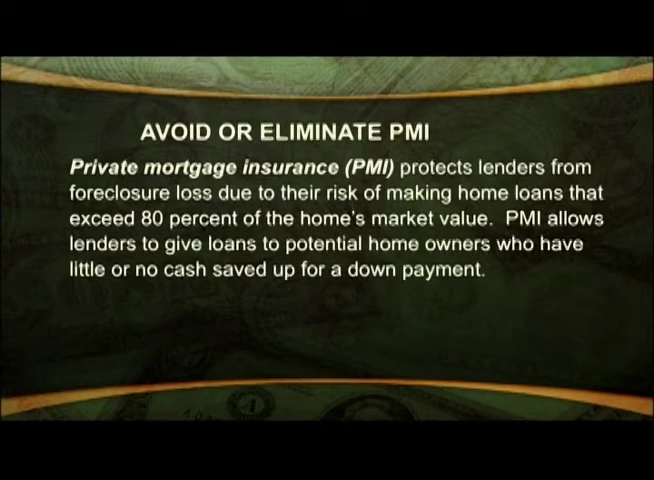 AVOID OR ELIMINATE PMI
Private mortgage insurance (PMI) protects lenders from
foreclosure loss due to their risk of making home loans that
exceed 80 percent of the home's market value.  PMI allows
lenders to give loans to potential home owners who have
little or no cash saved up for a down payment.